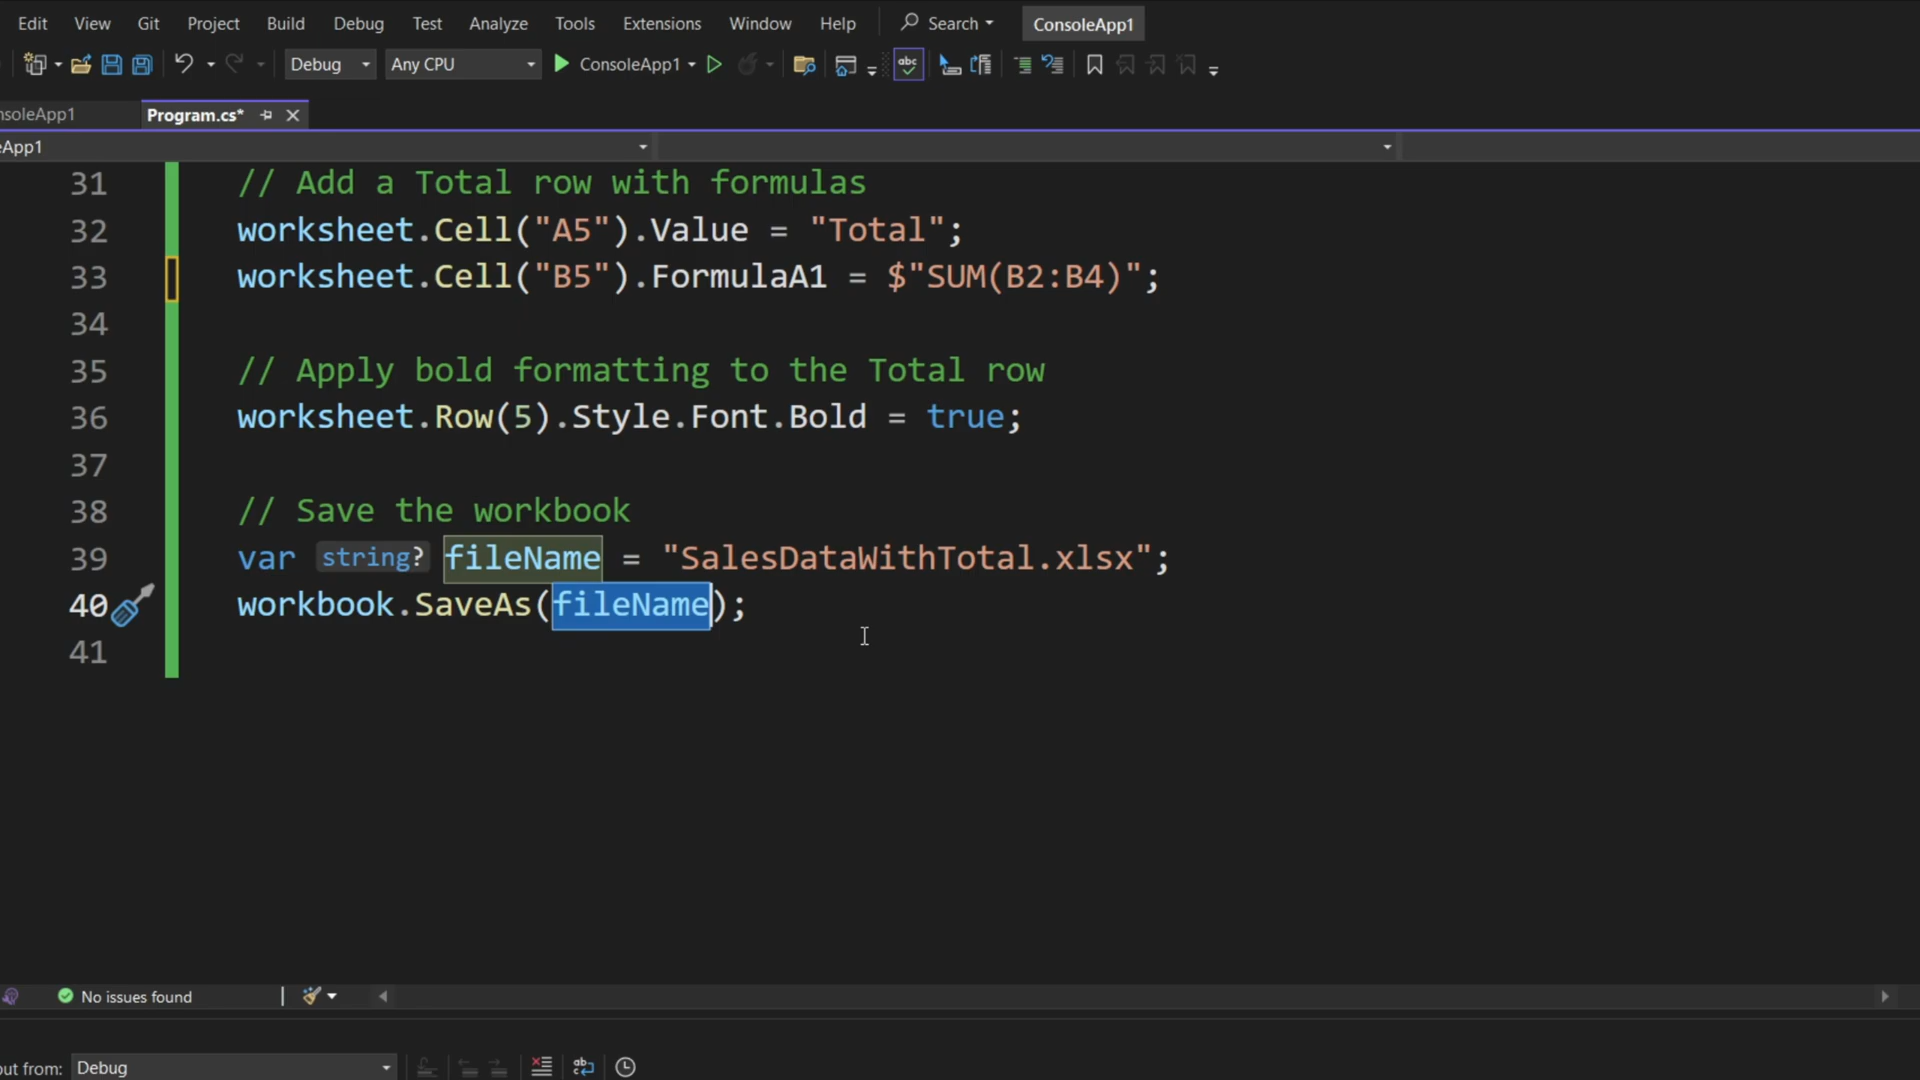 Edit View Git Project Build Debug Test Analyze Tools Extensions Window Help Search ConsoleApp1
Debug Any CPU ConsoleApp1 abc
nsoleApp1 Program.cs*
eApp1
31 // Add a Total row with formulas
32 worksheet.Cell("A5").Value = "Total";
33 worksheet.Cell("B5").FormulaA1 = $"SUM(B2:B4)";
34
35 // Apply bold formatting to the Total row
36 worksheet.Row(5).Style.Font.Bold = true;
37
38 // Save the workbook
39 var string? fileName = "SalesDataWithTotal.xlsx";
40 workbook.SaveAs(fileName);
41
No issues found
out from: Debug